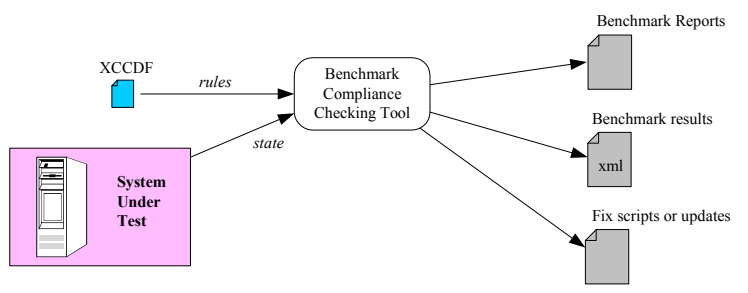 Benchmark Reports
XCCDF
rules
Benchmark
Compliance
Checking Tool
Benchmark results
xml
state
System
Under
Test
Fix scripts or updates